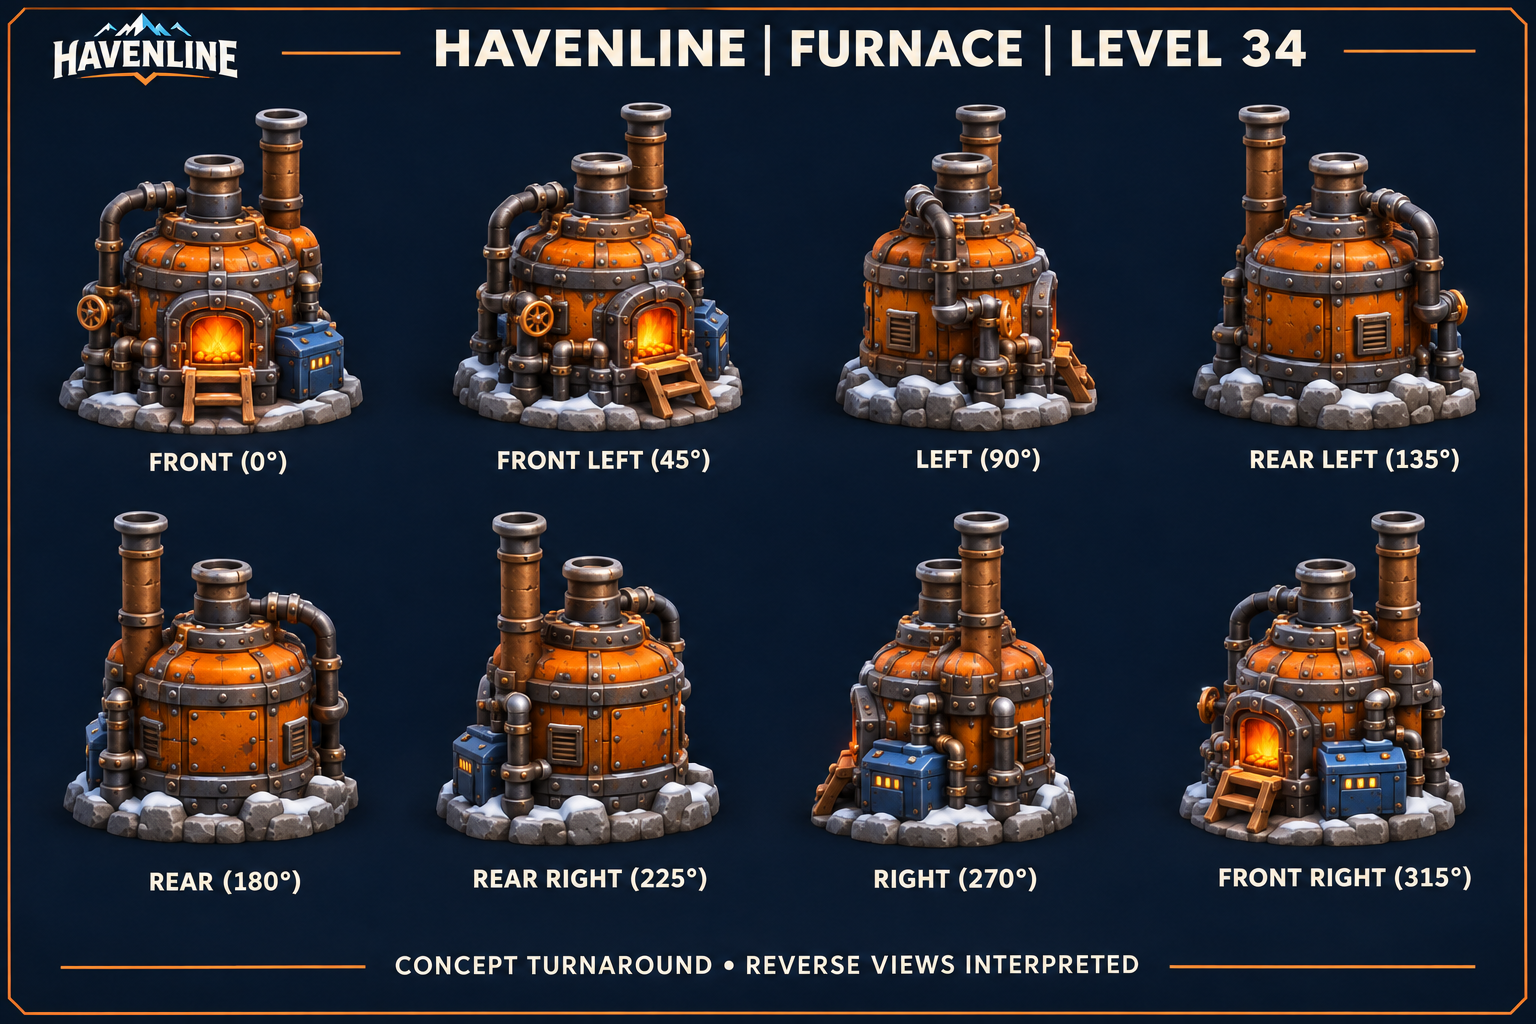 HAVENLINE
HAVENLINE | FURNACE | LEVEL 34
FRONT (0°)
FRONT LEFT (45°)
LEFT (90°)
REAR LEFT (135°)
REAR (180°)
REAR RIGHT (225°)
RIGHT (270°)
FRONT RIGHT (315°)
CONCEPT TURNAROUND • REVERSE VIEWS INTERPRETED